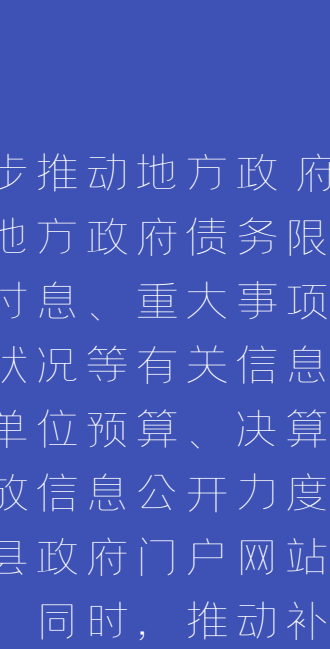 步推动地方政 府
地方政府债务限
付息、重大事项
状况等有关信息
单位预算、决算
放信息公开力度
县政府门户网站
同时，推动补